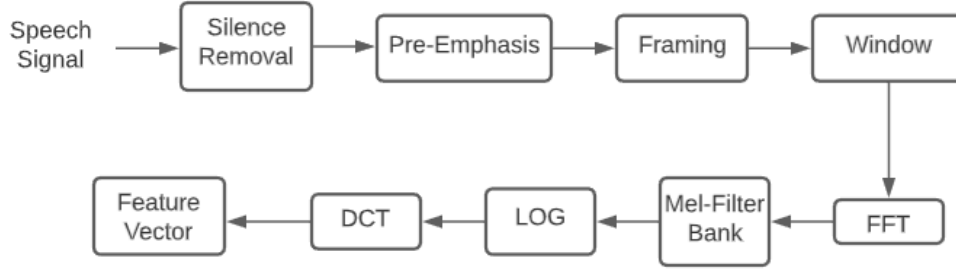 Speech
Signal
Silence
Removal
Pre-Emphasis
Framing
Window
Feature
Vector
DCT
LOG
Mel-Filter
Bank
FFT